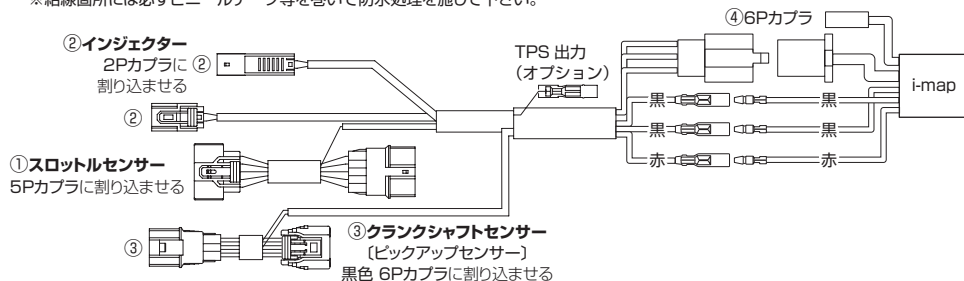 ※結線箇所には必ずビニールテープ等を巻いて防水処理を施して下さい。
④6Pカプラ
②インジェクター
2Pカプラに
割り込ませる
②
TPS 出力
（オプション）
i-map
黒
黒
②
黒
黒
①スロットルセンサー
5Pカプラに割り込ませる
赤
赤
③
③クランクシャフトセンサー
〔ピックアップセンサー〕
黒色 6Pカプラに割り込ませる